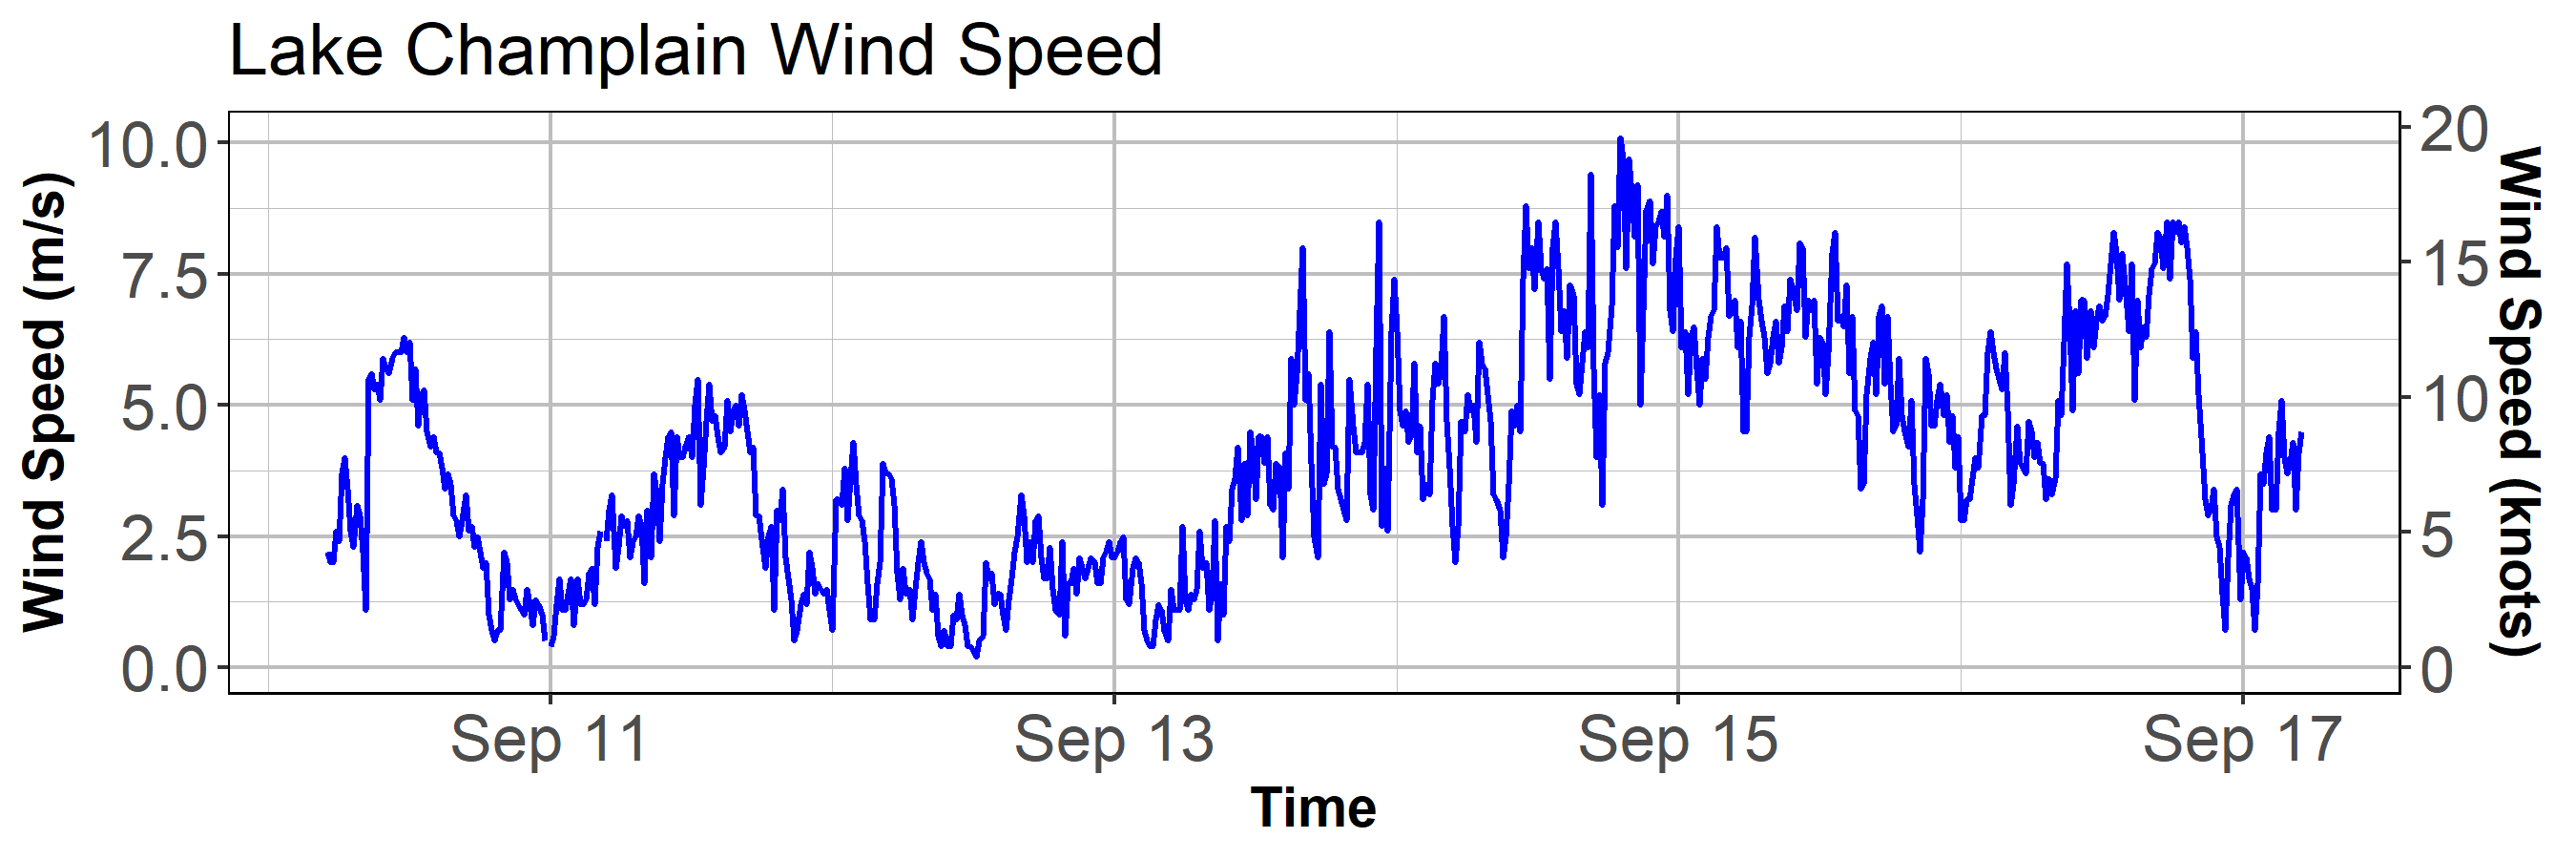 Lake Champlain Wind Speed
Wind Speed (m/s)
10.0
7.5
5.0
2.5
0.0
20
15
10
5
0
Wind Speed (knots)
Sep 11
Sep 13
Sep 15
Sep 17
Time